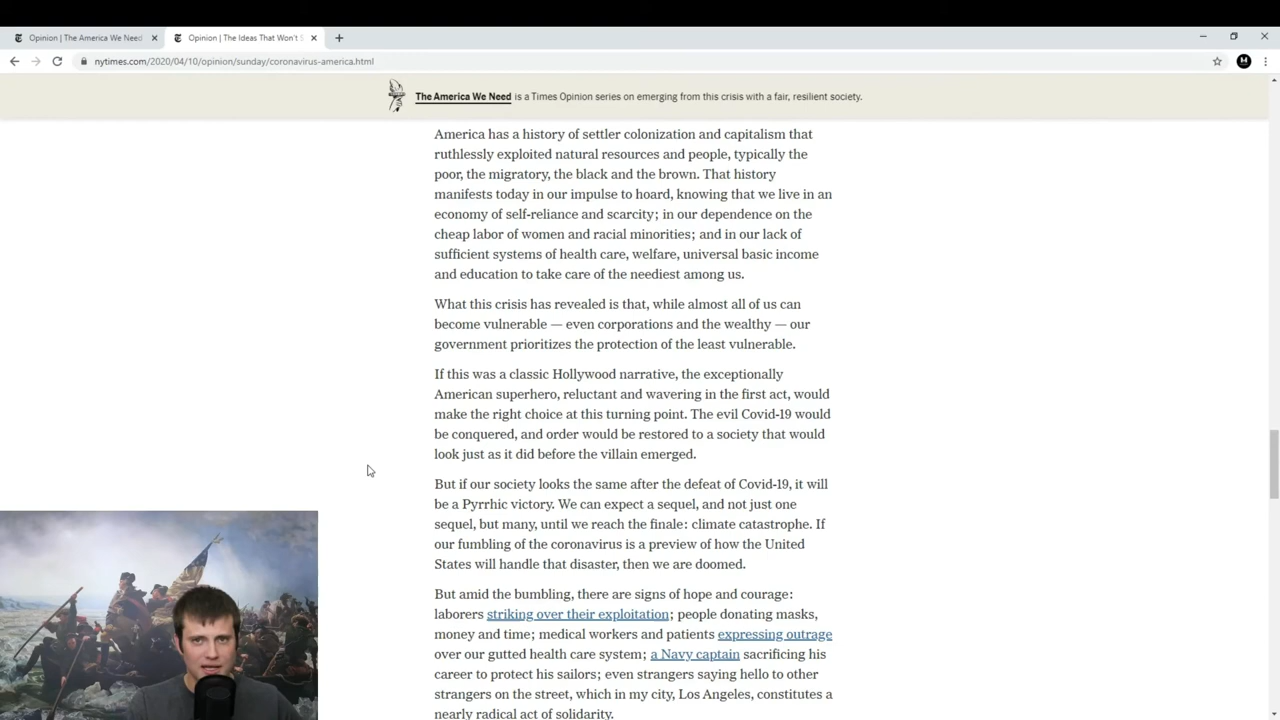 Opinion | The America We Need
Opinion | The Ideas That Won't S
nytimes.com/2020/04/10/opinion/sunday/coronavirus-america.html
The America We Need is a Times Opinion series on emerging from this crisis with a fair, resilient society.
America has a history of settler colonization and capitalism that
ruthlessly exploited natural resources and people, typically the
poor, the migratory, the black and the brown. That history
manifests today in our impulse to hoard, knowing that we live in an
economy of self-reliance and scarcity; in our dependence on the
cheap labor of women and racial minorities; and in our lack of
sufficient systems of health care, welfare, universal basic income
and education to take care of the neediest among us.
What this crisis has revealed is that, while almost all of us can
become vulnerable — even corporations and the wealthy — our
government prioritizes the protection of the least vulnerable.
If this was a classic Hollywood narrative, the exceptionally
American superhero, reluctant and wavering in the first act, would
make the right choice at this turning point. The evil Covid-19 would
be conquered, and order would be restored to a society that would
look just as it did before the villain emerged.
But if our society looks the same after the defeat of Covid-19, it will
be a Pyrrhic victory. We can expect a sequel, and not just one
sequel, but many, until we reach the finale: climate catastrophe. If
our fumbling of the coronavirus is a preview of how the United
States will handle that disaster, then we are doomed.
But amid the bumbling, there are signs of hope and courage:
laborers striking over their exploitation; people donating masks,
money and time; medical workers and patients expressing outrage
over our gutted health care system; a Navy captain sacrificing his
career to protect his sailors; even strangers saying hello to other
strangers on the street, which in my city, Los Angeles, constitutes a
nearly radical act of solidarity.